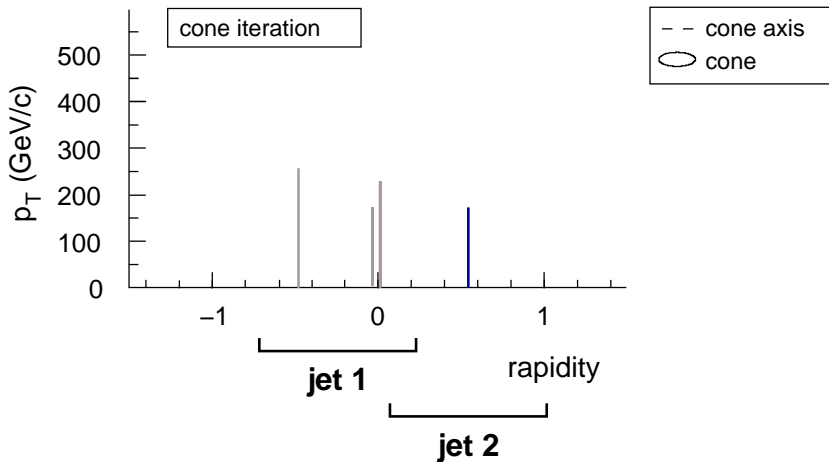 cone iteration
cone axis
cone
p_T (GeV/c)
500
400
300
200
100
0
–1
0
1
rapidity
jet 1
jet 2